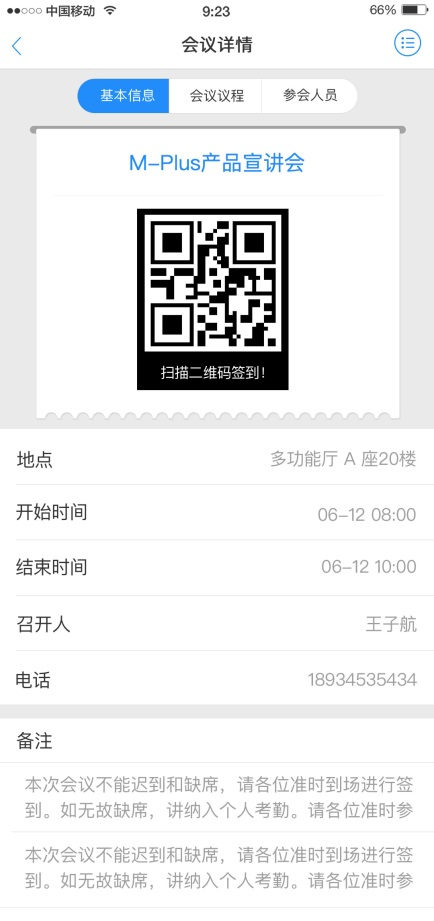 中国移动
9:23
66%
会议详情
基本信息
会议议程
参会人员
M-Plus产品宣讲会
扫描二维码签到！
地点
多功能厅 A 座20楼
开始时间
06-12 08:00
结束时间
06-12 10:00
召开人
王子航
电话
18934535434
备注
本次会议不能迟到和缺席，请各位准时到场进行签
到。如无故缺席，讲纳入个人考勤。请各位准时参
本次会议不能迟到和缺席，请各位准时到场进行签
到。如无故缺席，讲纳入个人考勤。请各位准时参